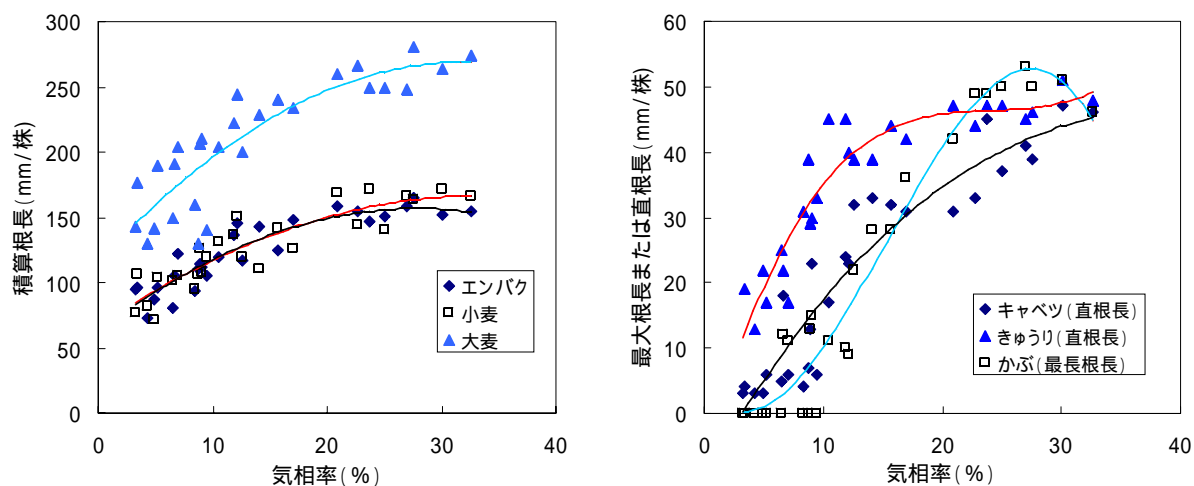 積算根長(mm/株)
300
250
200
150
100
50
0
0 10 20 30 40
気相率(%)
エンバク
小麦
大麦
最大根長または直根長(mm/株)
60
50
40
30
20
10
0
0 10 20 30 40
気相率(%)
キャベツ(直根長)
きゅうり(直根長)
かぶ(最長根長)